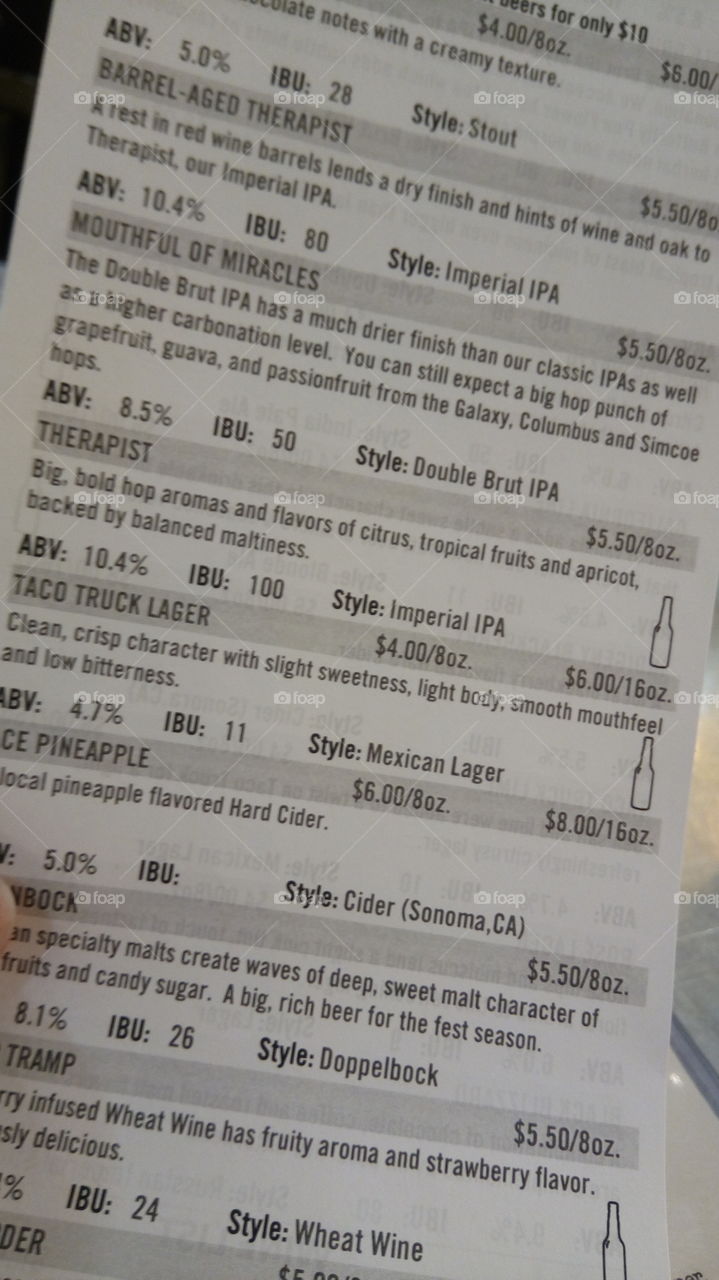 beers for only $10
$4.00/8oz. $6.00/
colate notes with a creamy texture.
ABV: 5.0% IBU: 28 Style: Stout
BARREL-AGED THERAPIST $5.50/8o
A rest in red wine barrels lends a dry finish and hints of wine and oak to
Therapist, our Imperial IPA.
ABV: 10.4% IBU: 80 Style: Imperial IPA
MOUTHFUL OF MIRACLES $5.50/8oz.
The Double Brut IPA has a much drier finish than our classic IPAs as well
as a higher carbonation level. You can still expect a big hop punch of
grapefruit, guava, and passionfruit from the Galaxy, Columbus and Simcoe
hops.
ABV: 8.5% IBU: 50 Style: Double Brut IPA
THERAPIST $5.50/8oz.
Big, bold hop aromas and flavors of citrus, tropical fruits and apricot,
backed by balanced maltiness.
ABV: 10.4% IBU: 100 Style: Imperial IPA
TACO TRUCK LAGER $4.00/8oz. $6.00/16oz.
Clean, crisp character with slight sweetness, light body, smooth mouthfeel
and low bitterness.
ABV: 4.7% IBU: 11 Style: Mexican Lager
CE PINEAPPLE $6.00/8oz. $8.00/16oz.
local pineapple flavored Hard Cider.
V: 5.0% IBU: Style: Cider (Sonoma,CA)
NBOCK $5.50/8oz.
an specialty malts create waves of deep, sweet malt character of
fruits and candy sugar. A big, rich beer for the fest season.
8.1% IBU: 26 Style: Doppelbock
TRAMP $5.50/8oz.
rry infused Wheat Wine has fruity aroma and strawberry flavor.
sly delicious.
% IBU: 24 Style: Wheat Wine
DER
foap